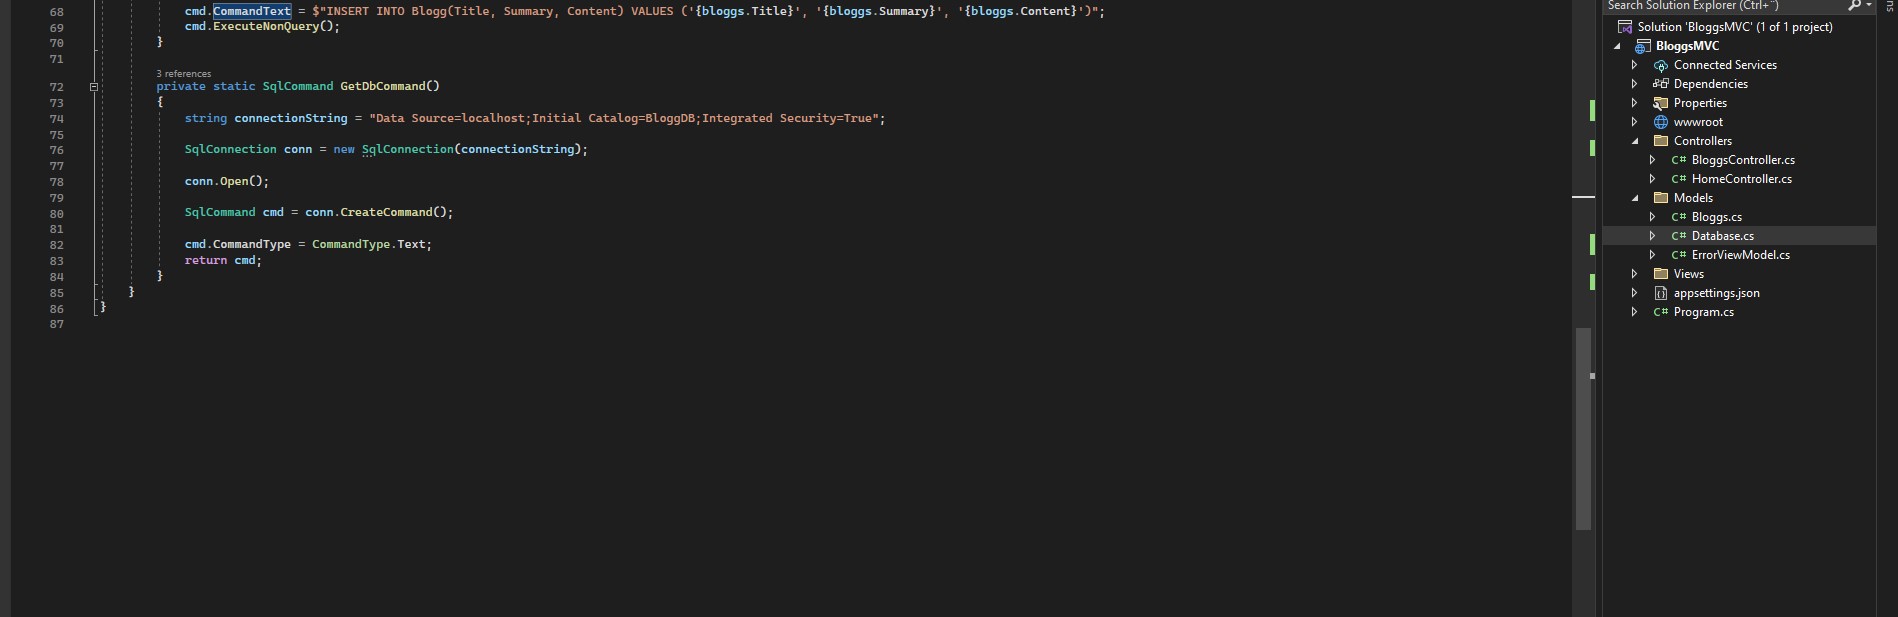 68 cmd.CommandText = $"INSERT INTO Blogg(Title, Summary, Content) VALUES ('{bloggs.Title}', '{bloggs.Summary}', '{bloggs.Content}')";
69 cmd.ExecuteNonQuery();
70 }
71
3 references
72 private static SqlCommand GetDbCommand()
73 {
74 string connectionString = "Data Source=localhost;Initial Catalog=BloggDB;Integrated Security=True";
75
76 SqlConnection conn = new SqlConnection(connectionString);
77
78 conn.Open();
79
80 SqlCommand cmd = conn.CreateCommand();
81
82 cmd.CommandType = CommandType.Text;
83 return cmd;
84 }
85 }
86 }
87
Search Solution Explorer (Ctrl+¨)
Solution 'BloggsMVC' (1 of 1 project)
BloggsMVC
Connected Services
Dependencies
Properties
wwwroot
Controllers
C# BloggsController.cs
C# HomeController.cs
Models
C# Bloggs.cs
C# Database.cs
C# ErrorViewModel.cs
Views
appsettings.json
C# Program.cs